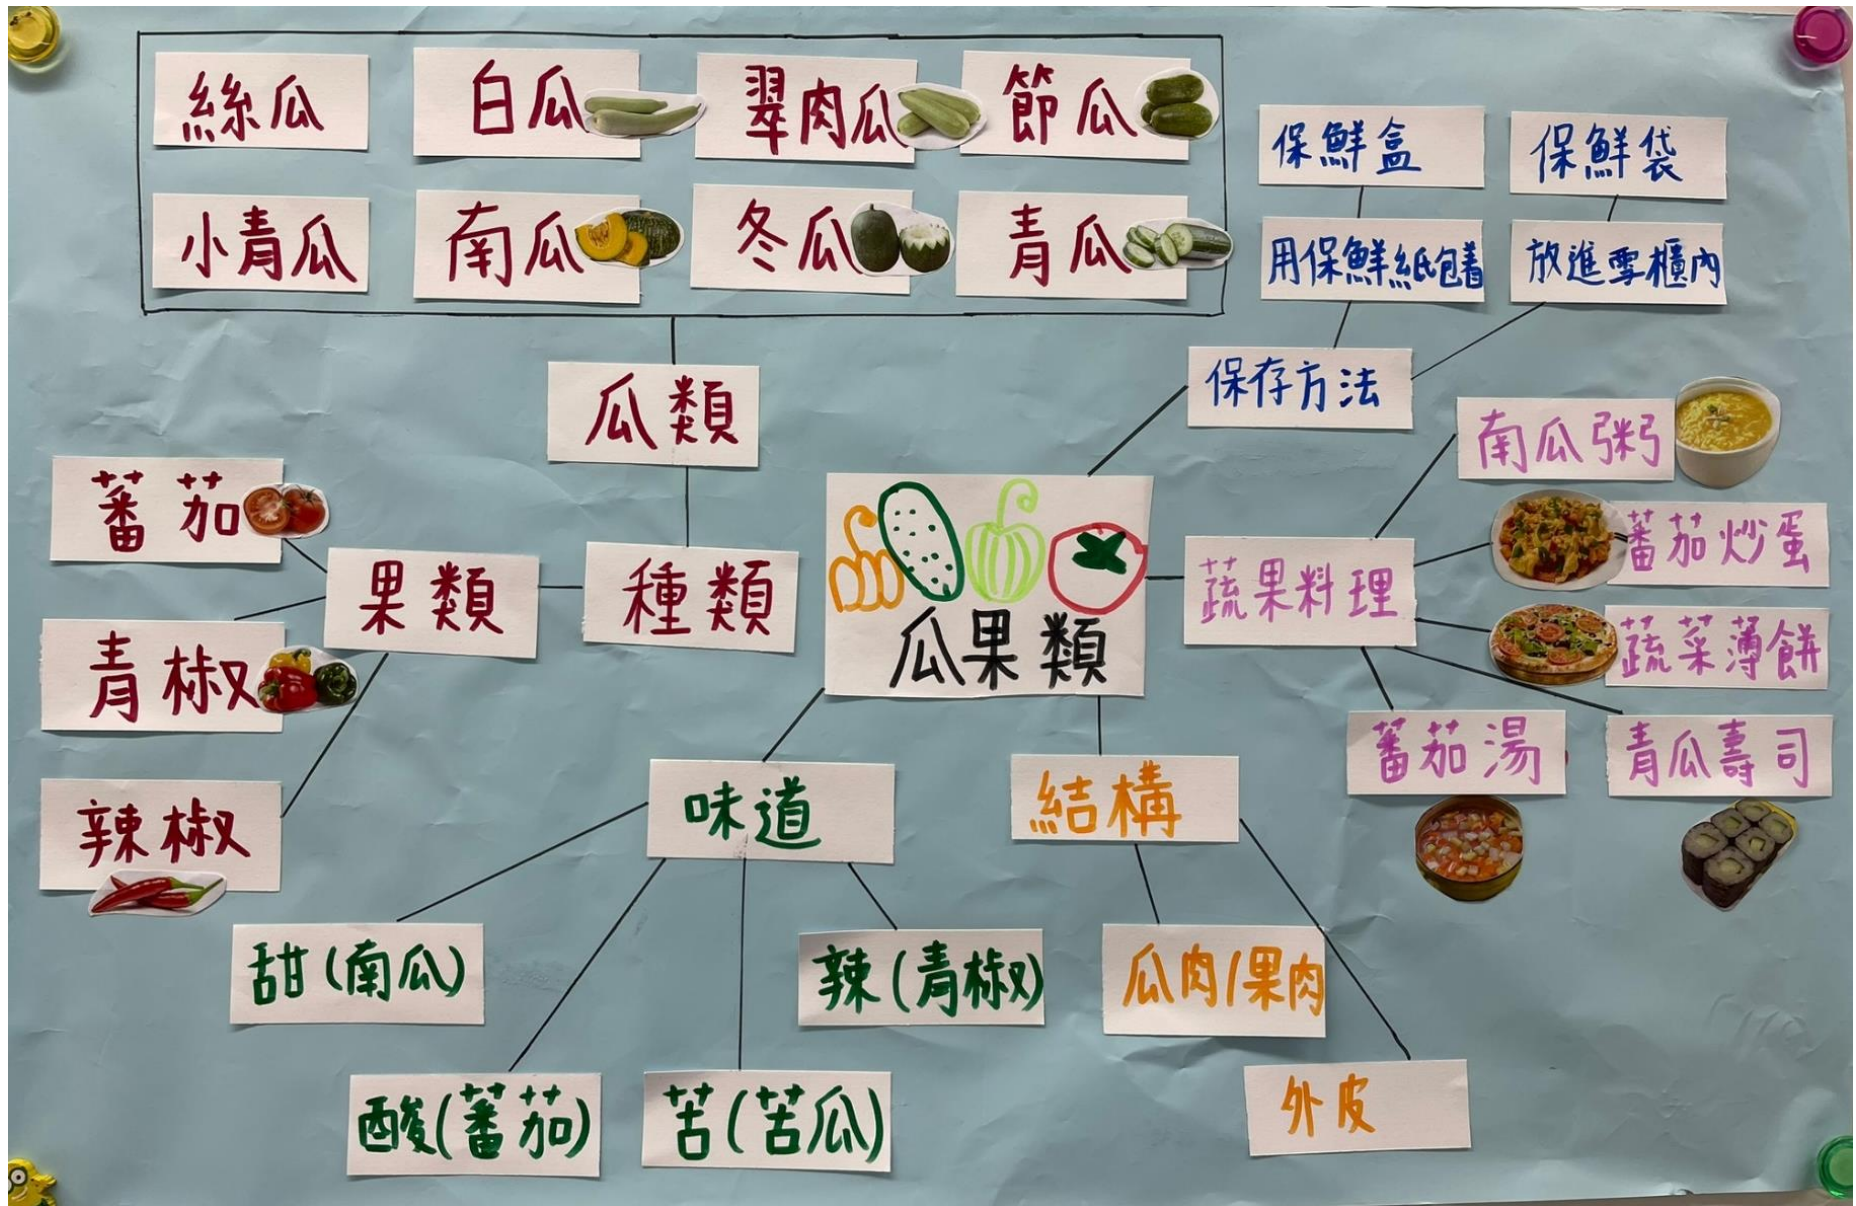 絲瓜
白瓜
翠肉瓜
節瓜
小青瓜
南瓜
冬瓜
青瓜
保鮮盒
保鮮袋
用保鮮紙包着
放進雪櫃內
保存方法
瓜類
蕃茄
果類
種類
青椒
辣椒
瓜果類
蔬果料理
南瓜粥
蕃茄炒蛋
蔬菜薄餅
蕃茄湯
青瓜壽司
味道
結構
甜(南瓜)
辣(青椒)
瓜肉/果肉
酸(蕃茄)
苦(苦瓜)
外皮